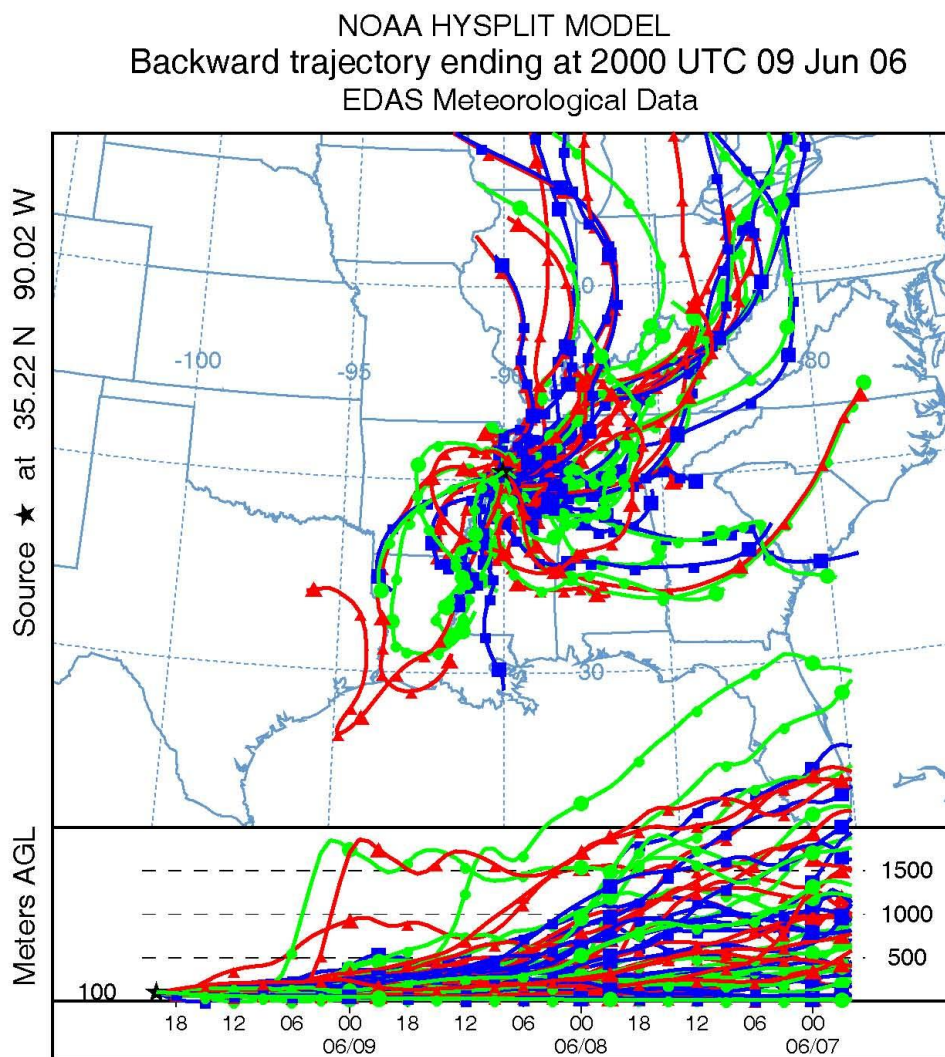 NOAA HYSPLIT MODEL
Backward trajectory ending at 2000 UTC 09 Jun 06
EDAS Meteorological Data
Source ★ at 35.22 N 90.02 W
-100
-95
-90
-80
30
Meters AGL
1500
1000
500
100
18 12 06 00 18 12 06 00 18 12 06 00
06/09 06/08 06/07